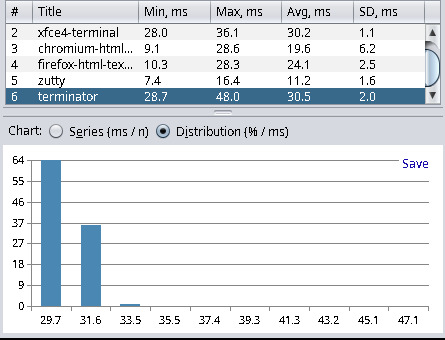 # Title Min, ms Max, ms Avg, ms SD, ms
2 xfce4-terminal 28.0 36.1 30.2 1.1
3 chromium-html... 9.1 28.6 19.6 6.2
4 firefox-html-tex... 10.3 28.3 24.1 2.5
5 zutty 7.4 16.4 11.2 1.6
6 terminator 28.7 48.0 30.5 2.0
Chart: Series (ms / n) Distribution (% / ms)
Save
64
55
46
37
27
18
9
0
29.7 31.6 33.5 35.5 37.4 39.3 41.3 43.2 45.1 47.1